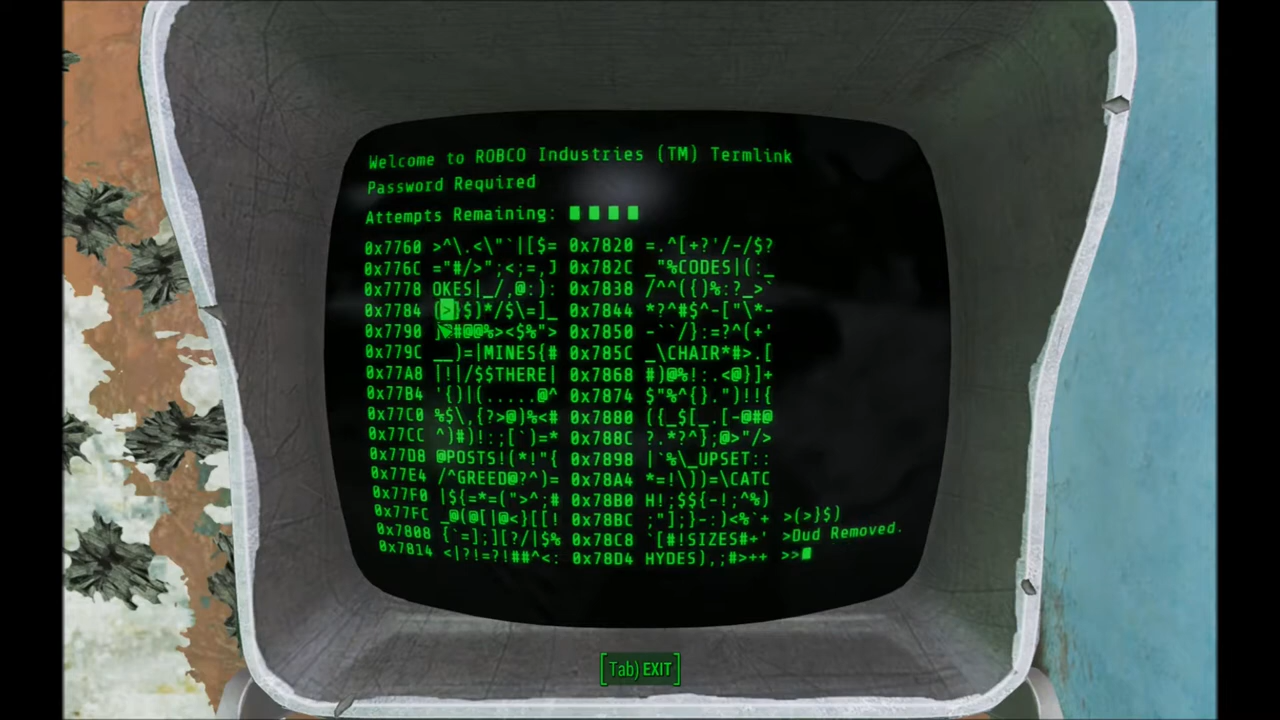 Welcome to ROBCO Industries (TM) Termlink
Password Required
Attempts Remaining:
0x7760 >^\.<\"`|[$= 0x7820 =.^[+?'/-/$?
0x776C ="#/>";<;=,J 0x782C _"%CODES|(:_
0x7778 OKES|_/,@:): 0x7838 /^^({)%:?_>`
0x7784 (>}$)*/$\=]_ 0x7844 *?^#$^-["\*-
0x7790 0x7850 -``/}:=?^(+'
0x779C __)=|MINES{# 0x785C _\CHAIR*#>.[
0x77A8 |!|/$$THERE| 0x7868 #)@%!:.<@}]+
0x77B4 '{)|(.....@^ 0x7874 $"%^{}.")!!{
0x77C0 %$\,{?>@)%<# 0x7880 ({_$[_.[-@#@
0x77CC ^)#)!:;[`)=* 0x788C ?.*?^};@>"/>
0x77D8 @POSTS!(*!"{ 0x7898 |`%\_UPSET::
0x77E4 /^GREED@?^)= 0x78A4 *=!\))=\CATC
0x77F0 |${=*=(">^;# 0x78B0 H!;$${-!;^%)
0x77FC _@(@[|@<}[[! 0x78BC ;"];}-:)<%`+ >(>}$)
0x7808 {`=];][?/|$% 0x78C8 `[#!SIZES#+' >Dud Removed.
0x7814 <|?!=?!##^<: 0x78D4 HYDES),;#>++ >>
[Tab) EXIT]